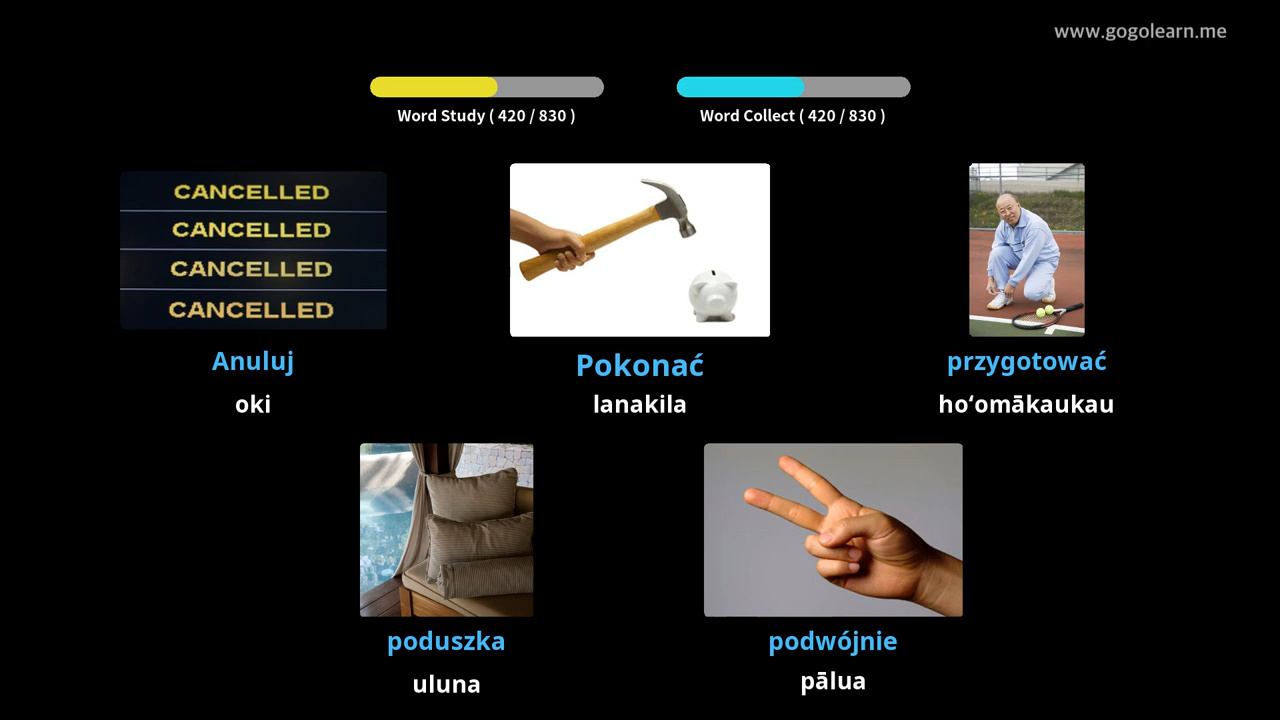 www.gogolearn.me
Word Study ( 420 / 830 )
Word Collect ( 420 / 830 )
CANCELLED
CANCELLED
CANCELLED
CANCELLED
Anuluj
oki
Pokonać
lanakila
przygotować
hoʻomākaukau
poduszka
uluna
podwójnie
pālua